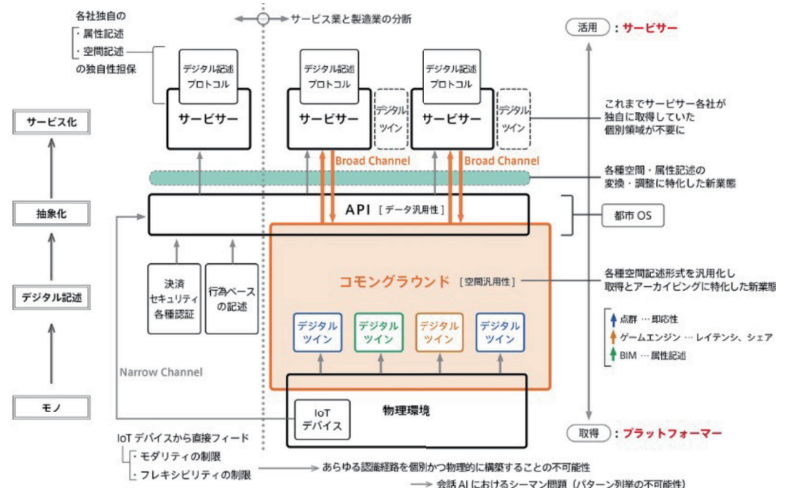 各社独自の
・属性記述
・空間記述
の独自性担保
サービス業と製造業の分断
活用
：サービサー
デジタル記述
プロトコル
サービサー
デジタル記述
プロトコル
サービサー
デジタル
ツイン
デジタル記述
プロトコル
サービサー
デジタル
ツイン
これまでサービサー各社が
独自に取得していた
個別領域が不要に
サービス化
Broad Channel
Broad Channel
各種空間・属性記述の
変換・調整に特化した新業態
抽象化
API [ データ汎用性]
都市 OS
決済
セキュリティ
各種認証
行為ベース
の記述
コモングラウンド [ 空間汎用性]
各種空間記述形式を汎用化し
取得とアーカイビングに特化した新業態
デジタル記述
デジタル
ツイン
デジタル
ツイン
デジタル
ツイン
デジタル
ツイン
点群 … 即応性
ゲームエンジン … レイテンシ、シェア
BIM … 属性記述
Narrow Channel
モノ
IoT
デバイス
物理環境
取得
：プラットフォーマー
IoT デバイスから直接フィード
・モダリティの制限
・フレキシビリティの制限
あらゆる認識経路を個別かつ物理的に構築することの不可能性
会話 AI におけるシーマン問題（パターン列挙の不可能性）